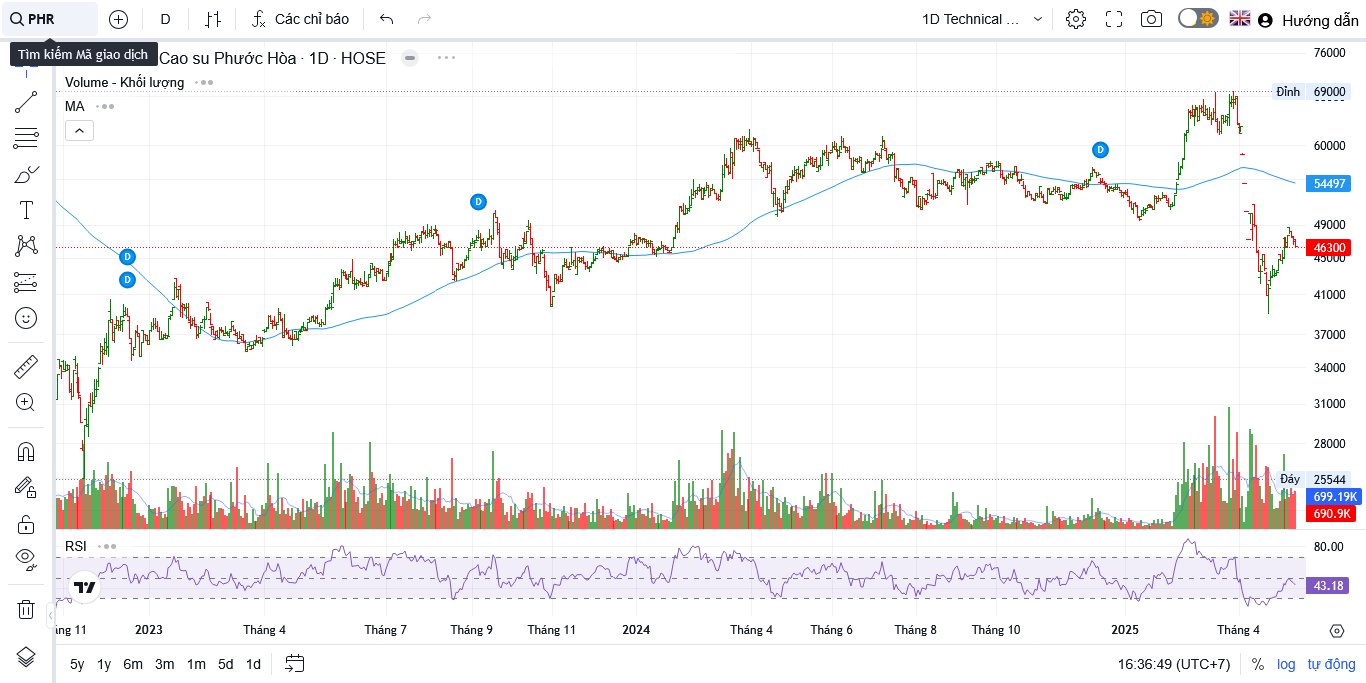 PHR D Các chỉ báo 1D Technical ... Hướng dẫn
Tìm kiếm Mã giao dịch
Cao su Phước Hòa · 1D · HOSE
Volume - Khối lượng
MA
76000
Đỉnh 69000
60000
54497
49000
46300
45000
41000
37000
34000
31000
28000
Đáy 25544
699.19K
690.9K
D
D
D
D
RSI
80.00
43.18
ng 11 2023 Tháng 4 Tháng 7 Tháng 9 Tháng 11 2024 Tháng 4 Tháng 6 Tháng 8 Tháng 10 2025 Tháng 4
5y 1y 6m 3m 1m 5d 1d 16:36:49 (UTC+7) % log tự động